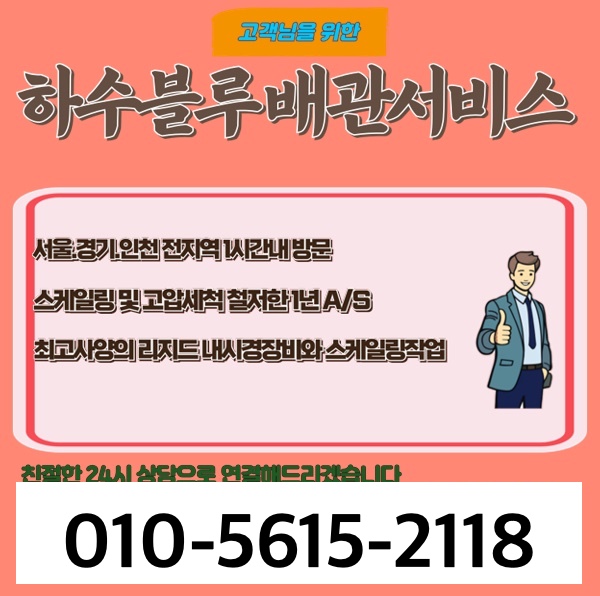 고객님을 위한
하수블루배관서비스
서울.경기.인천 전지역 1시간내 방문
스케일링 및 고압세척 철저한 1년 A/S
최고사양의 리지드 내시경장비와 스케일링작업
친절한 24시 상담으로 연결해드리겠습니다
010-5615-2118